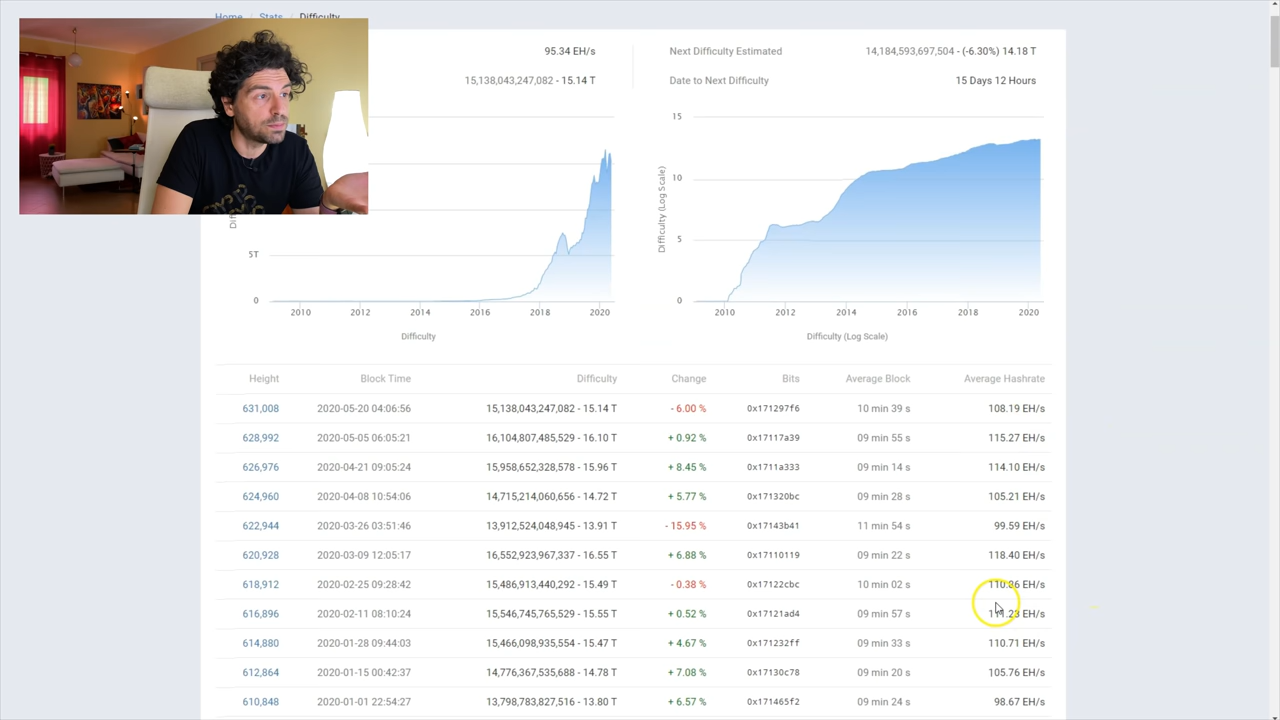 Home / Stats / Difficulty
95.34 EH/s
Next Difficulty Estimated 14,184,593,697,504 - (-6.30%) 14.18 T
15,138,043,247,082 - 15.14 T
Date to Next Difficulty 15 Days 12 Hours
5T
0
2010 2012 2014 2016 2018 2020
Difficulty
15
10
5
0
Difficulty (Log Scale)
2010 2012 2014 2016 2018 2020
Difficulty (Log Scale)
Height Block Time Difficulty Change Bits Average Block Average Hashrate
631,008 2020-05-20 04:06:56 15,138,043,247,082 - 15.14 T - 6.00 % 0x171297f6 10 min 39 s 108.19 EH/s
628,992 2020-05-05 06:05:21 16,104,807,485,529 - 16.10 T + 0.92 % 0x17117a39 09 min 55 s 115.27 EH/s
626,976 2020-04-21 09:05:24 15,958,652,328,578 - 15.96 T + 8.45 % 0x1711a333 09 min 14 s 114.10 EH/s
624,960 2020-04-08 10:54:06 14,715,214,060,656 - 14.72 T + 5.77 % 0x171320bc 09 min 28 s 105.21 EH/s
622,944 2020-03-26 03:51:46 13,912,524,048,945 - 13.91 T - 15.95 % 0x17143b41 11 min 54 s 99.59 EH/s
620,928 2020-03-09 12:05:17 16,552,923,967,337 - 16.55 T + 6.88 % 0x17110119 09 min 22 s 118.40 EH/s
618,912 2020-02-25 09:28:42 15,486,913,440,292 - 15.49 T - 0.38 % 0x17122cbc 10 min 02 s 110.36 EH/s
616,896 2020-02-11 08:10:24 15,546,745,765,529 - 15.55 T + 0.52 % 0x17121ad4 09 min 57 s EH/s
614,880 2020-01-28 09:44:03 15,466,098,935,554 - 15.47 T + 4.67 % 0x171232ff 09 min 33 s 110.71 EH/s
612,864 2020-01-15 00:42:37 14,776,367,535,688 - 14.78 T + 7.08 % 0x17130c78 09 min 20 s 105.76 EH/s
610,848 2020-01-01 22:54:27 13,798,783,827,516 - 13.80 T + 6.57 % 0x171465f2 09 min 24 s 98.67 EH/s